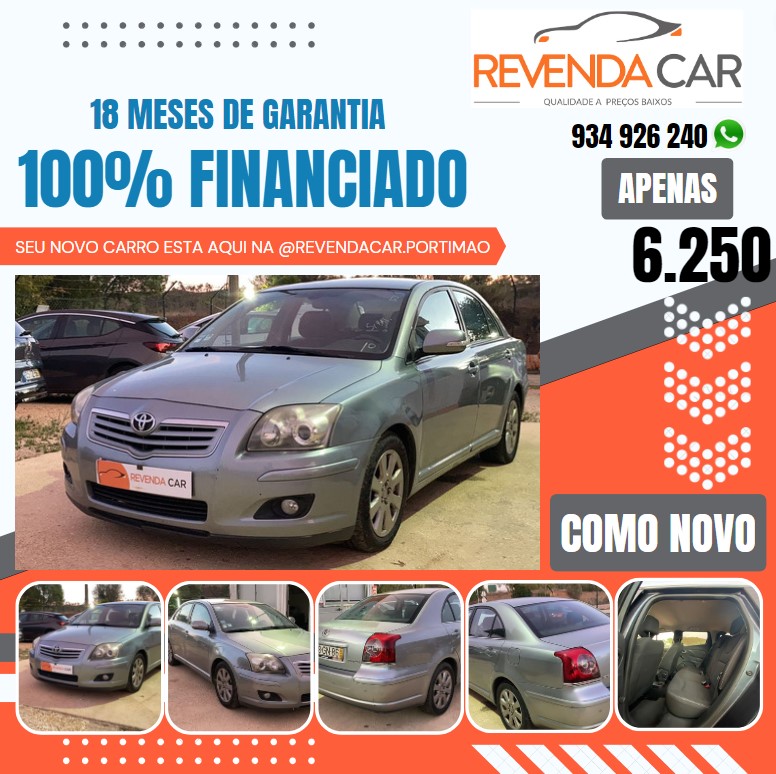 REVENDA CAR
QUALIDADE A PREÇOS BAIXOS
18 MESES DE GARANTIA
934 926 240
100% FINANCIADO
APENAS
SEU NOVO CARRO ESTA AQUI NA @REVENDACAR.PORTIMAO
6.250
REVENDA CAR
COMO NOVO